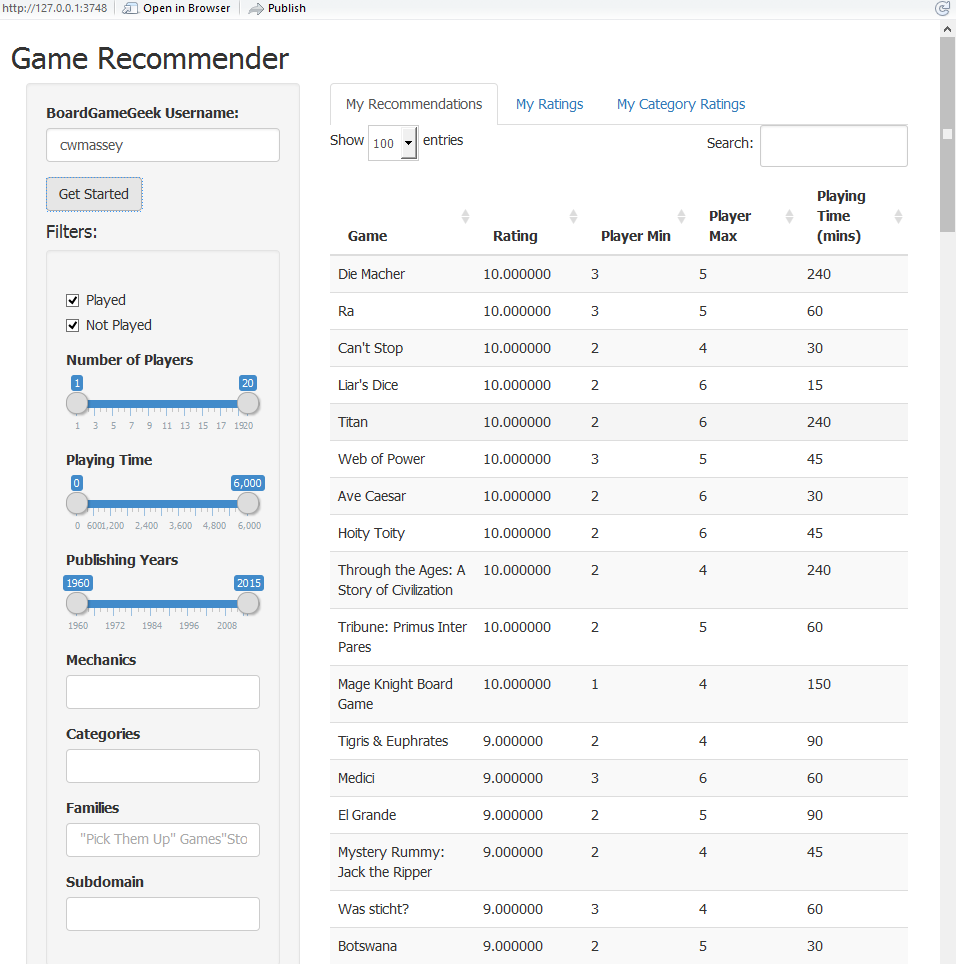 http://127.0.0.1:3748 Open in Browser Publish
Game Recommender
BoardGameGeek Username:
cwmassey
Get Started
Filters:
Played
Not Played
Number of Players
1 20
1 3 5 7 9 11 13 15 17 1920
Playing Time
0 6,000
0 6001,200 2,400 3,600 4,800 6,000
Publishing Years
1960 2015
1960 1972 1984 1996 2008
Mechanics
Categories
Families
"Pick Them Up" Games"Sto
Subdomain
My Recommendations My Ratings My Category Ratings
Show 100 entries Search:
Game Rating Player Min Player Max Playing Time (mins)
Die Macher 10.000000 3 5 240
Ra 10.000000 3 5 60
Can't Stop 10.000000 2 4 30
Liar's Dice 10.000000 2 6 15
Titan 10.000000 2 6 240
Web of Power 10.000000 3 5 45
Ave Caesar 10.000000 2 6 30
Hoity Toity 10.000000 2 6 45
Through the Ages: A 10.000000 2 4 240
Story of Civilization
Tribune: Primus Inter 10.000000 2 5 60
Pares
Mage Knight Board 10.000000 1 4 150
Game
Tigris & Euphrates 9.000000 2 4 90
Medici 9.000000 3 6 60
El Grande 9.000000 2 5 90
Mystery Rummy: 9.000000 2 4 45
Jack the Ripper
Was sticht? 9.000000 3 4 60
Botswana 9.000000 2 5 30